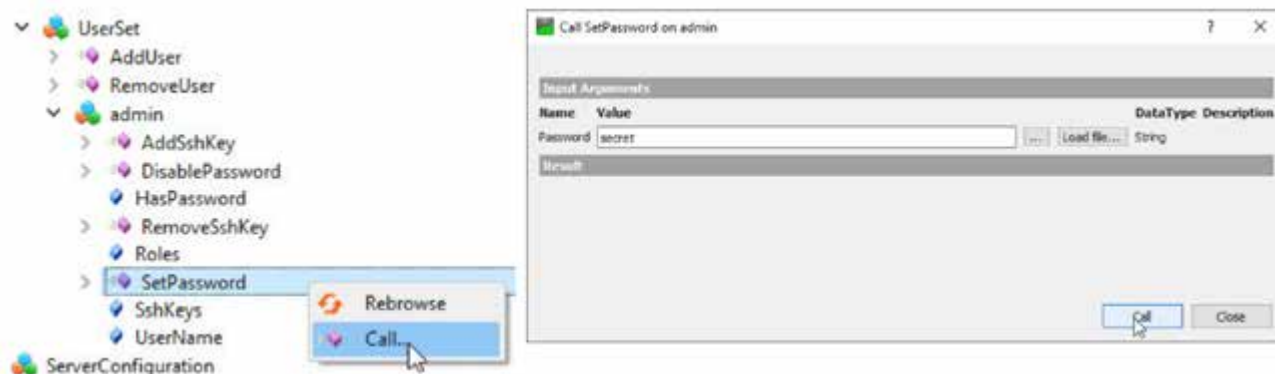 UserSet
AddUser
RemoveUser
admin
AddSshKey
DisablePassword
HasPassword
RemoveSshKey
Roles
SetPassword
SshKeys
UserName
ServerConfiguration
Rebrowse
Call...
Call SetPassword on admin
? X
Input Arguments
Name Value DataType Description
Password secret ... Load file... String
Result
Call Close